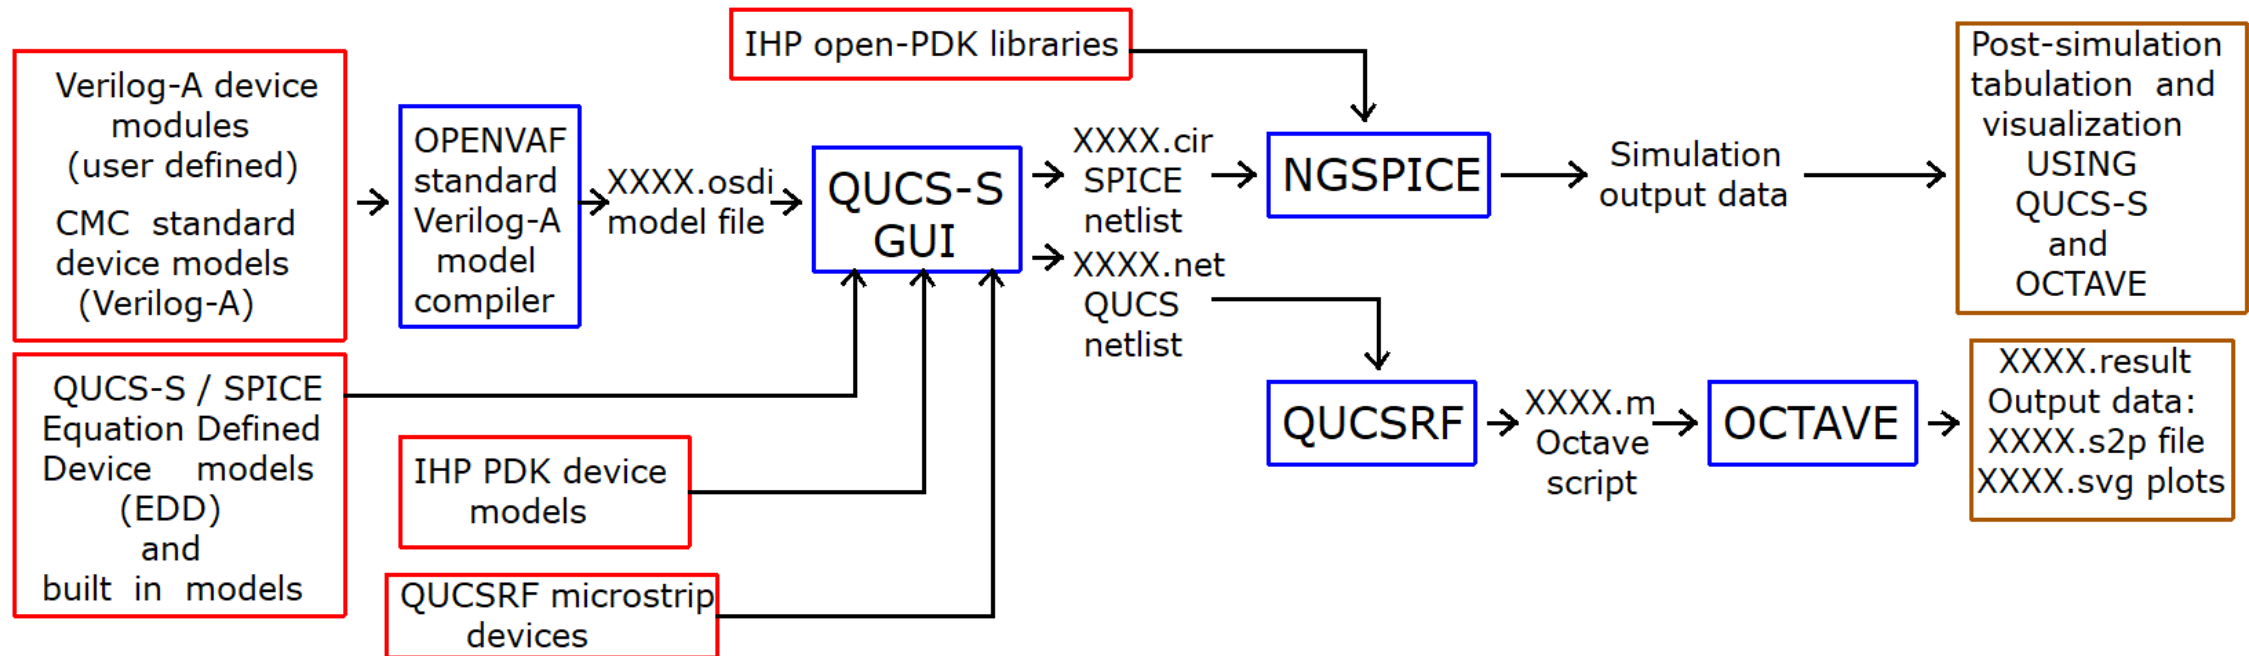 IHP open-PDK libraries
Verilog-A device
modules
(user defined)
CMC standard
device models
(Verilog-A)
OPENVAF
standard
Verilog-A
model
compiler
XXXX.osdi
model file
QUCS-S
GUI
XXXX.cir
SPICE
netlist
XXXX.net
QUCS
netlist
NGSPICE
Simulation
output data
Post-simulation
tabulation and
visualization
USING
QUCS-S
and
OCTAVE
QUCS-S / SPICE
Equation Defined
Device models
(EDD)
and
built in models
IHP PDK device
models
QUCSRF microstrip
devices
QUCSRF
XXXX.m
Octave
script
OCTAVE
XXXX.result
Output data:
XXXX.s2p file
XXXX.svg plots